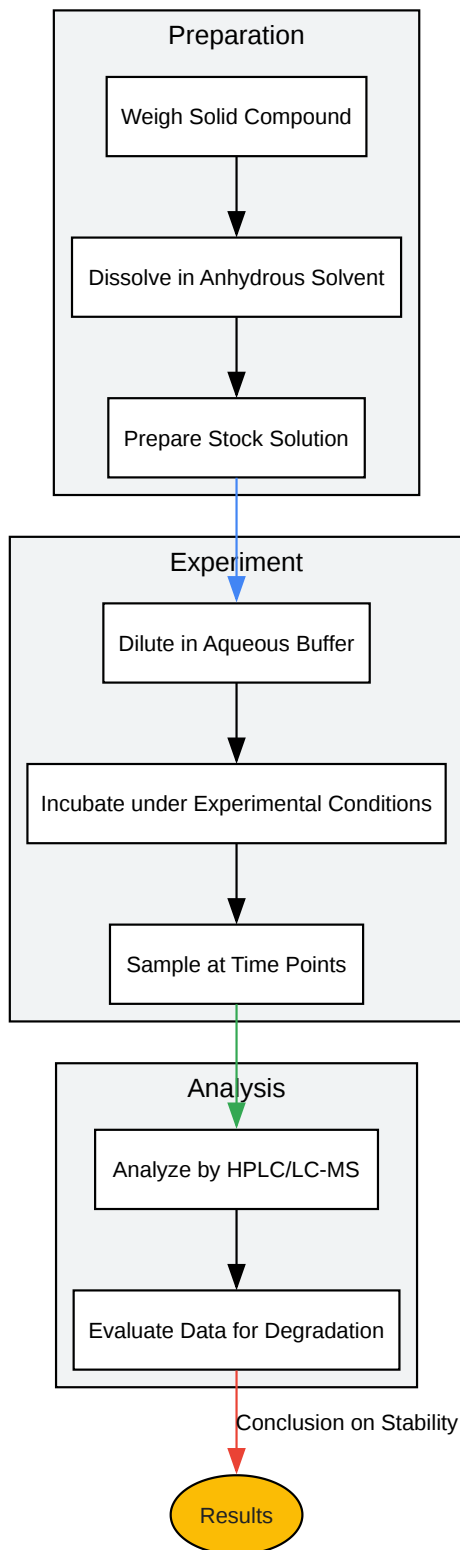 Preparation
Weigh Solid Compound
Dissolve in Anhydrous Solvent
Prepare Stock Solution
Experiment
Dilute in Aqueous Buffer
Incubate under Experimental Conditions
Sample at Time Points
Analysis
Analyze by HPLC/LC-MS
Evaluate Data for Degradation
Conclusion on Stability
Results